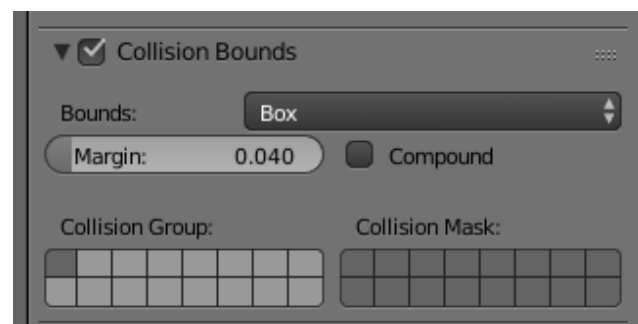 Collision Bounds
Bounds: Box
Margin: 0.040 Compound
Collision Group: Collision Mask: